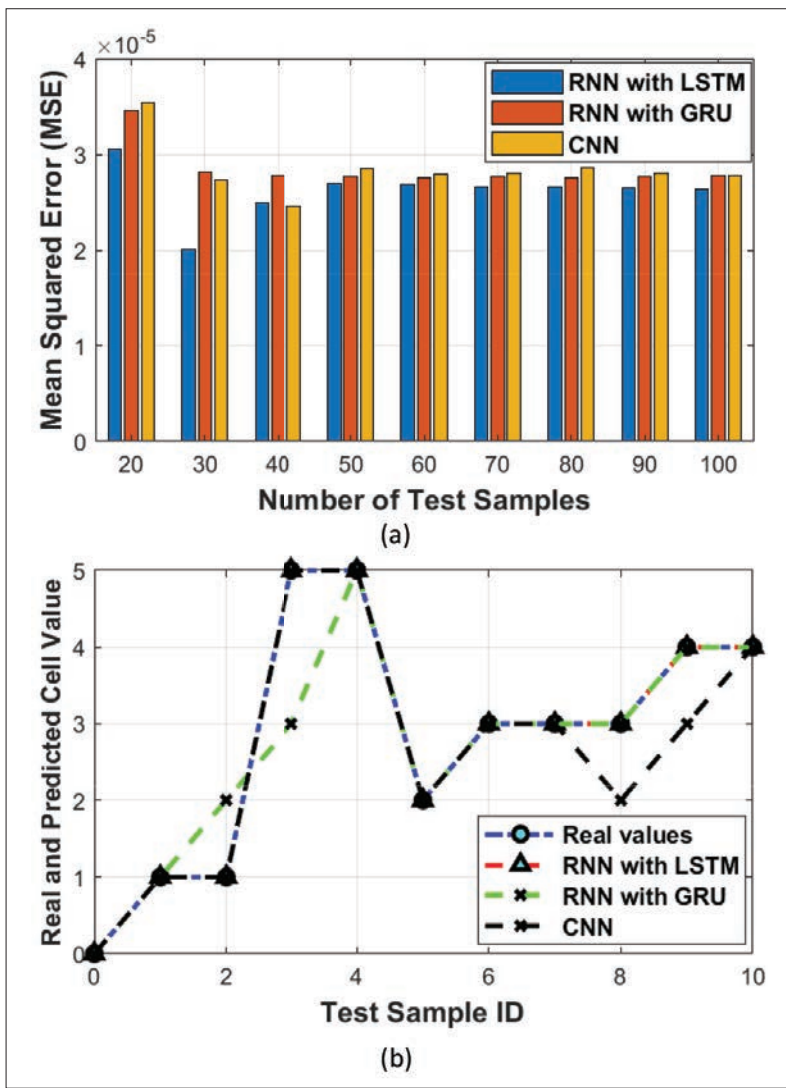 ×10-5
4
3
2
1
0
Mean Squared Error (MSE)
RNN with LSTM
RNN with GRU
CNN
20 30 40 50 60 70 80 90 100
Number of Test Samples
(a)
5
4
3
2
1
0
Real and Predicted Cell Value
Real values
RNN with LSTM
RNN with GRU
CNN
0 2 4 6 8 10
Test Sample ID
(b)